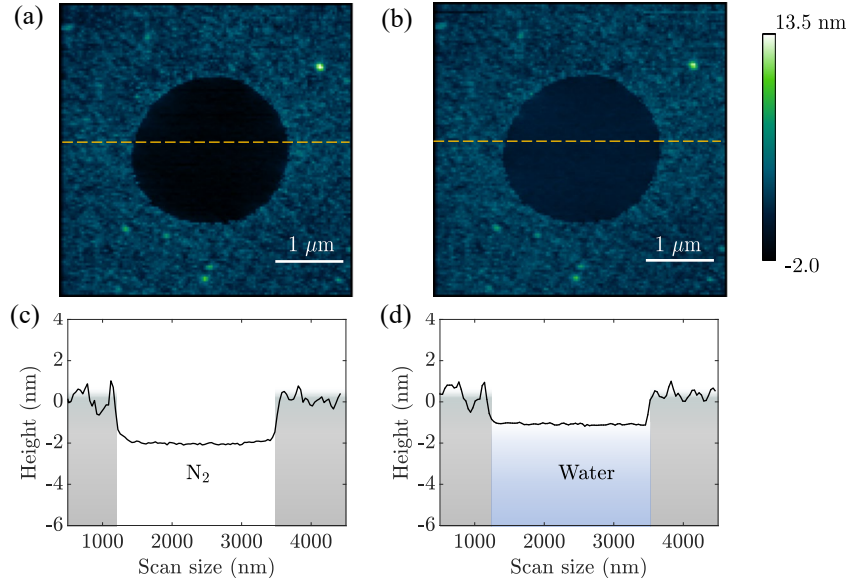 (a)
(b)
13.5 nm
1 μm
1 μm
-2.0
(c)
(d)
4
2
0
-2
-4
-6
Height (nm)
N₂
1000 2000 3000 4000
Scan size (nm)
4
2
0
-2
-4
-6
Height (nm)
Water
1000 2000 3000 4000
Scan size (nm)